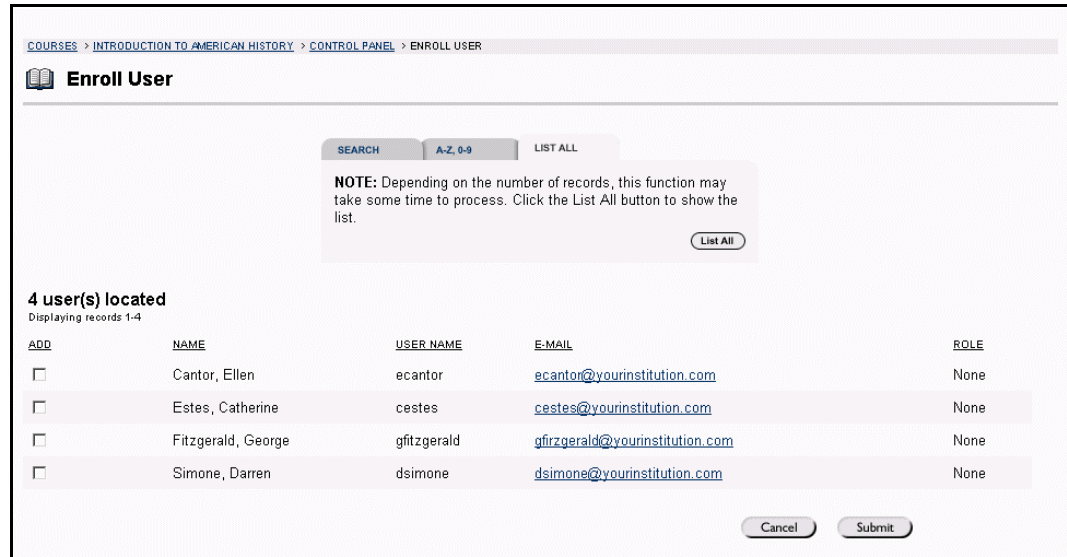 COURSES > INTRODUCTION TO AMERICAN HISTORY > CONTROL PANEL > ENROLL USER
Enroll User
SEARCH A-Z, 0-9 LIST ALL
NOTE: Depending on the number of records, this function may
take some time to process. Click the List All button to show the
list.
List All
4 user(s) located
Displaying records 1-4
ADD NAME USER NAME E-MAIL ROLE
Cantor, Ellen ecantor ecantor@yourinstitution.com None
Estes, Catherine cestes cestes@yourinstitution.com None
Fitzgerald, George gfitzgerald gfirzgerald@yourinstitution.com None
Simone, Darren dsimone dsimone@yourinstitution.com None
Cancel Submit